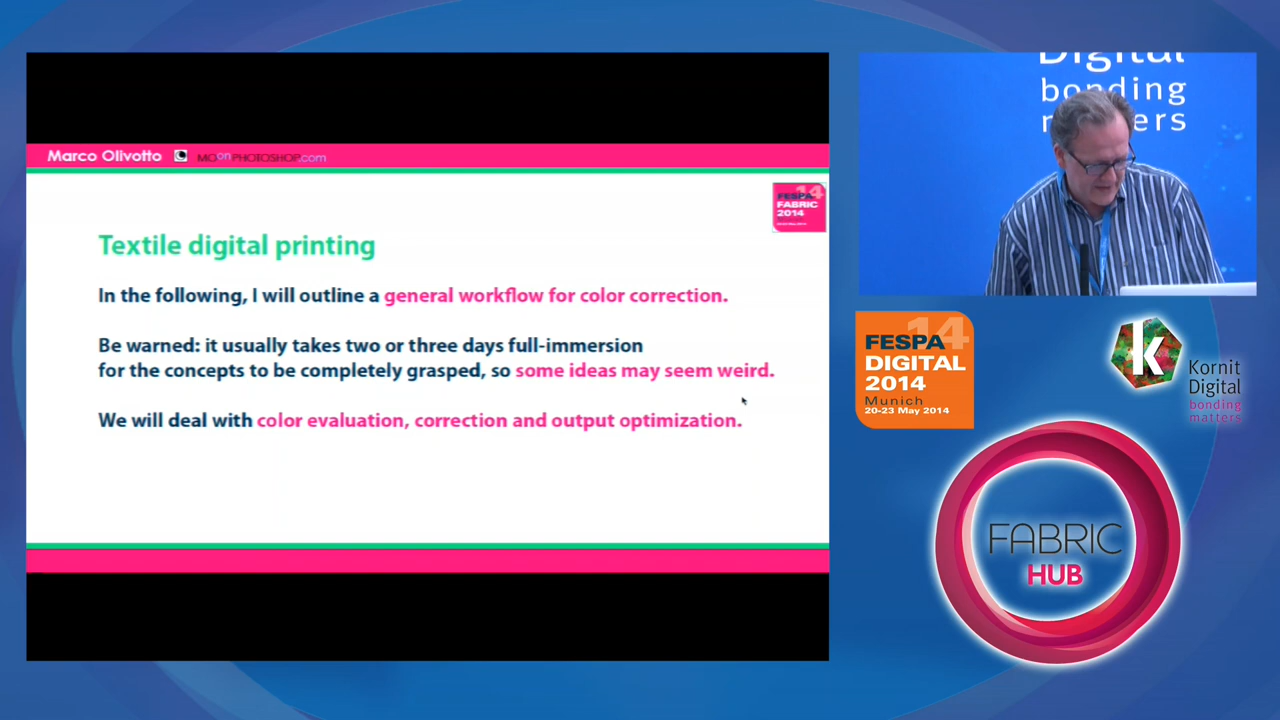 Marco Olivotto
MOonPHOTOSHOP.com
14
FESPA
FABRIC
2014
Textile digital printing
In the following, I will outline a general workflow for color correction.
Be warned: it usually takes two or three days full-immersion
for the concepts to be completely grasped, so some ideas may seem weird.
We will deal with color evaluation, correction and output optimization.
Digital
bonding
matters
14
FESPA
DIGITAL
2014
Munich
20-23 May 2014
k
Kornit
Digital
bonding
matters
FABRIC
HUB